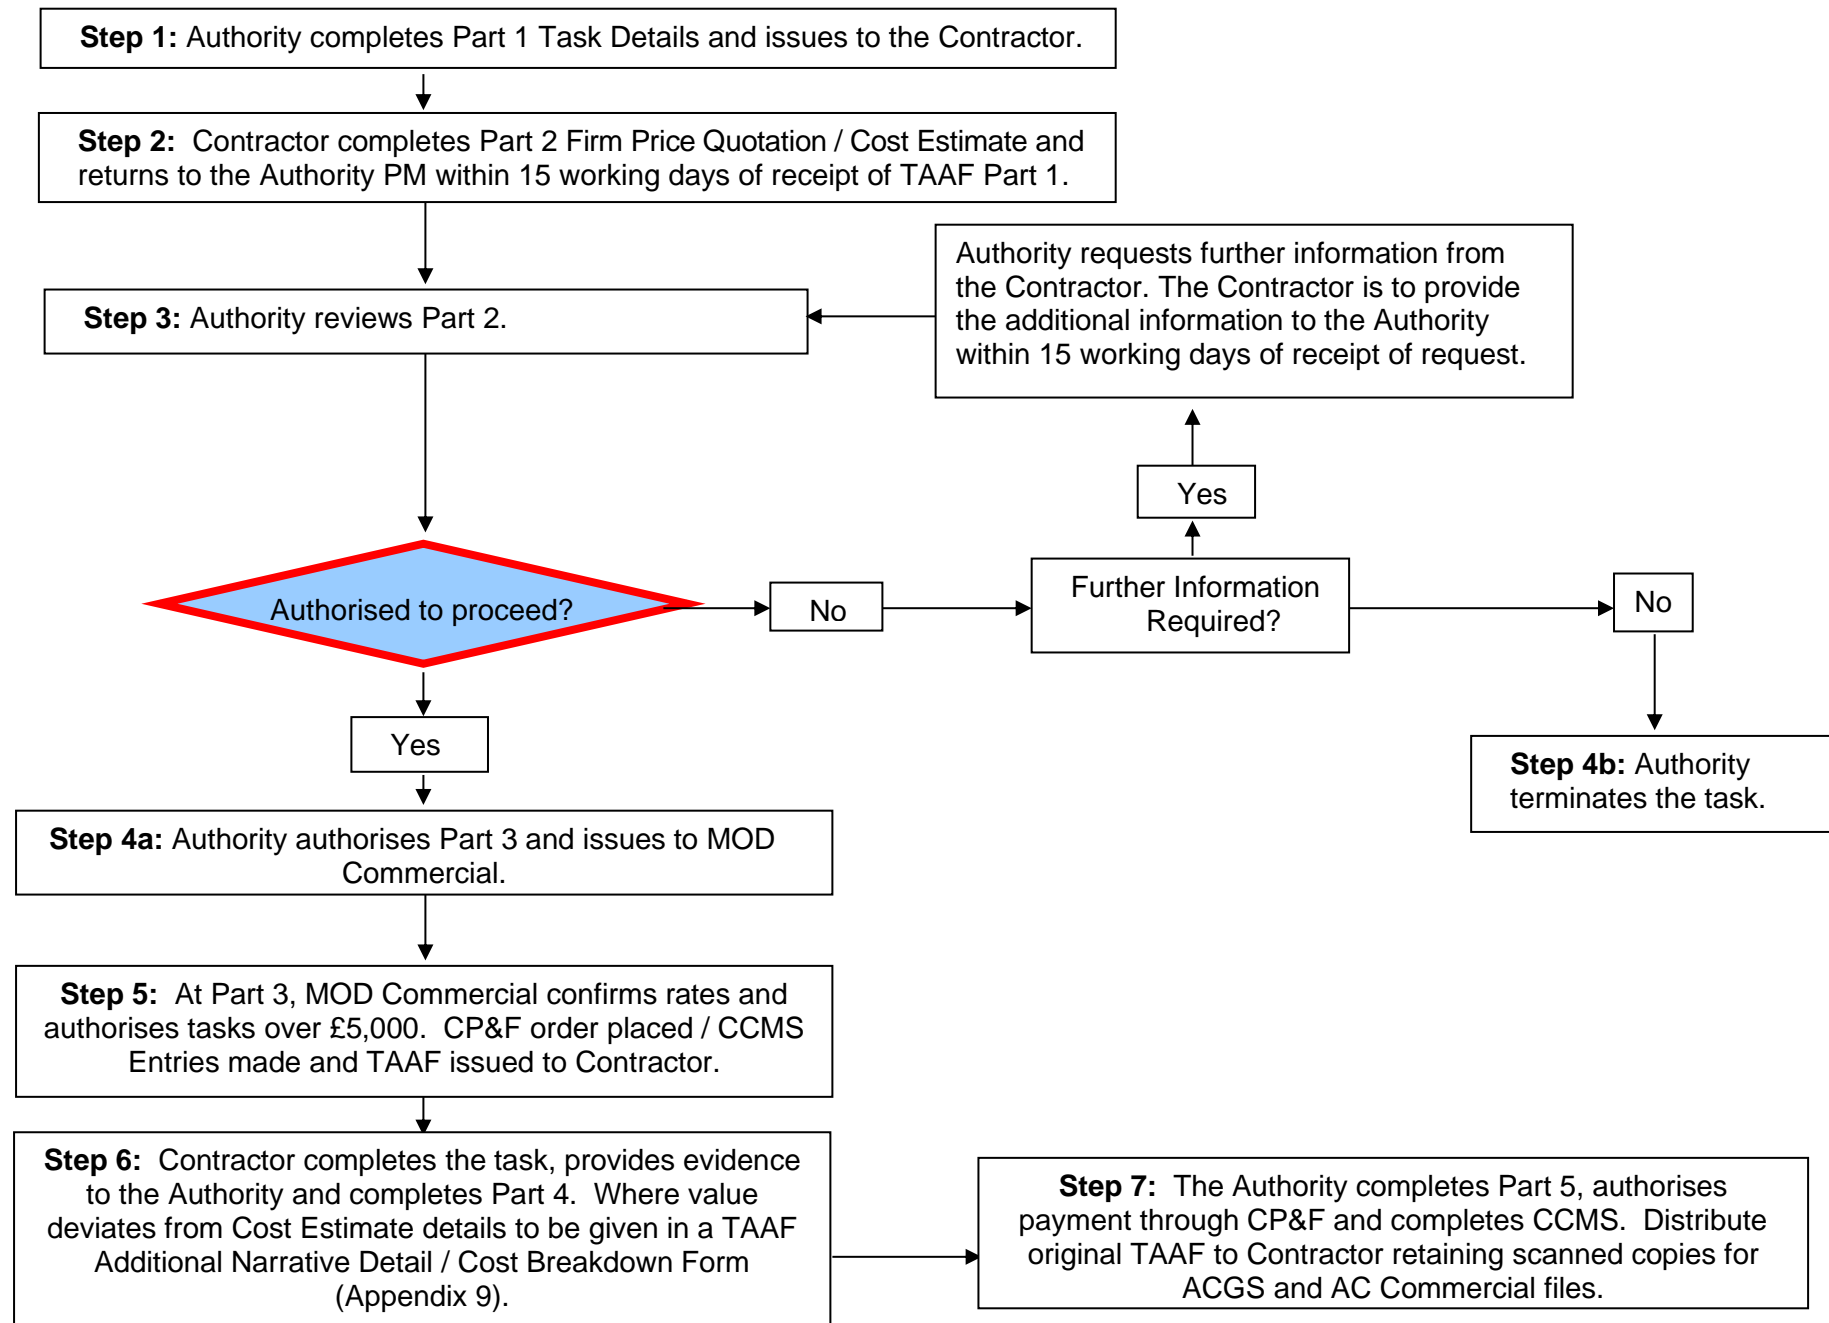 Step 1: Authority completes Part 1 Task Details and issues to the Contractor.
Step 2: Contractor completes Part 2 Firm Price Quotation / Cost Estimate and
returns to the Authority PM within 15 working days of receipt of TAAF Part 1.
Authority requests further information from
the Contractor. The Contractor is to provide
the additional information to the Authority
within 15 working days of receipt of request.
Step 3: Authority reviews Part 2.
Yes
Authorised to proceed?
No
Further Information
Required?
No
Yes
Step 4b: Authority
terminates the task.
Step 4a: Authority authorises Part 3 and issues to MOD
Commercial.
Step 5: At Part 3, MOD Commercial confirms rates and
authorises tasks over £5,000. CP&F order placed / CCMS
Entries made and TAAF issued to Contractor.
Step 6: Contractor completes the task, provides evidence
to the Authority and completes Part 4. Where value
deviates from Cost Estimate details to be given in a TAAF
Additional Narrative Detail / Cost Breakdown Form
(Appendix 9).
Step 7: The Authority completes Part 5, authorises
payment through CP&F and completes CCMS. Distribute
original TAAF to Contractor retaining scanned copies for
ACGS and AC Commercial files.